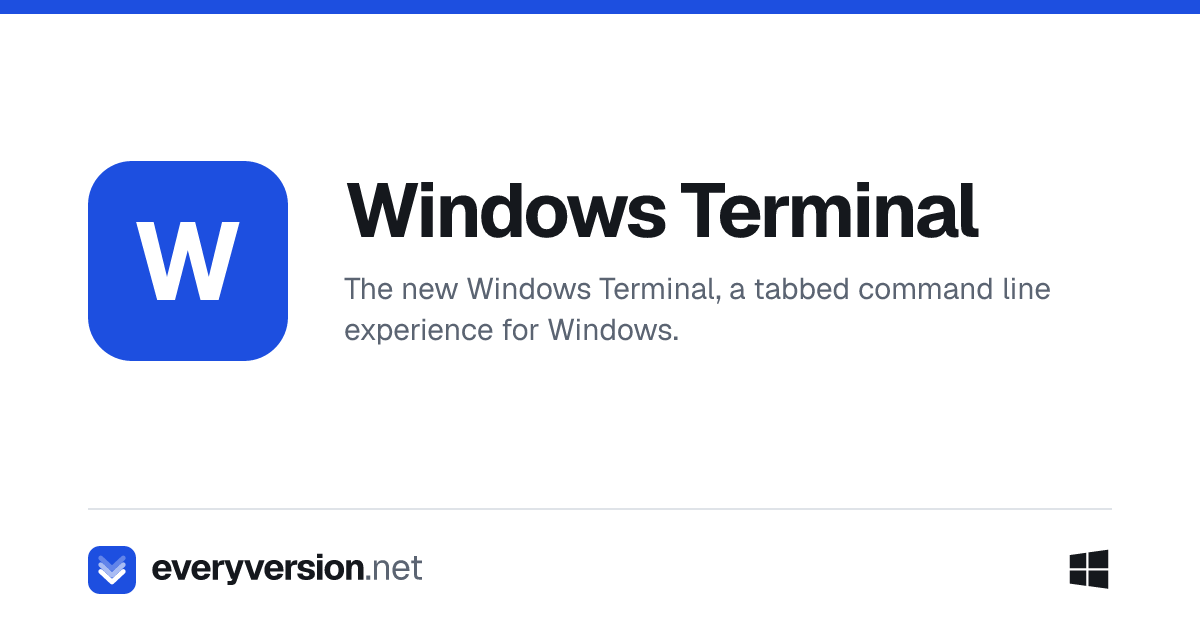 W
Windows Terminal
The new Windows Terminal, a tabbed command line
experience for Windows.
everyversion.net